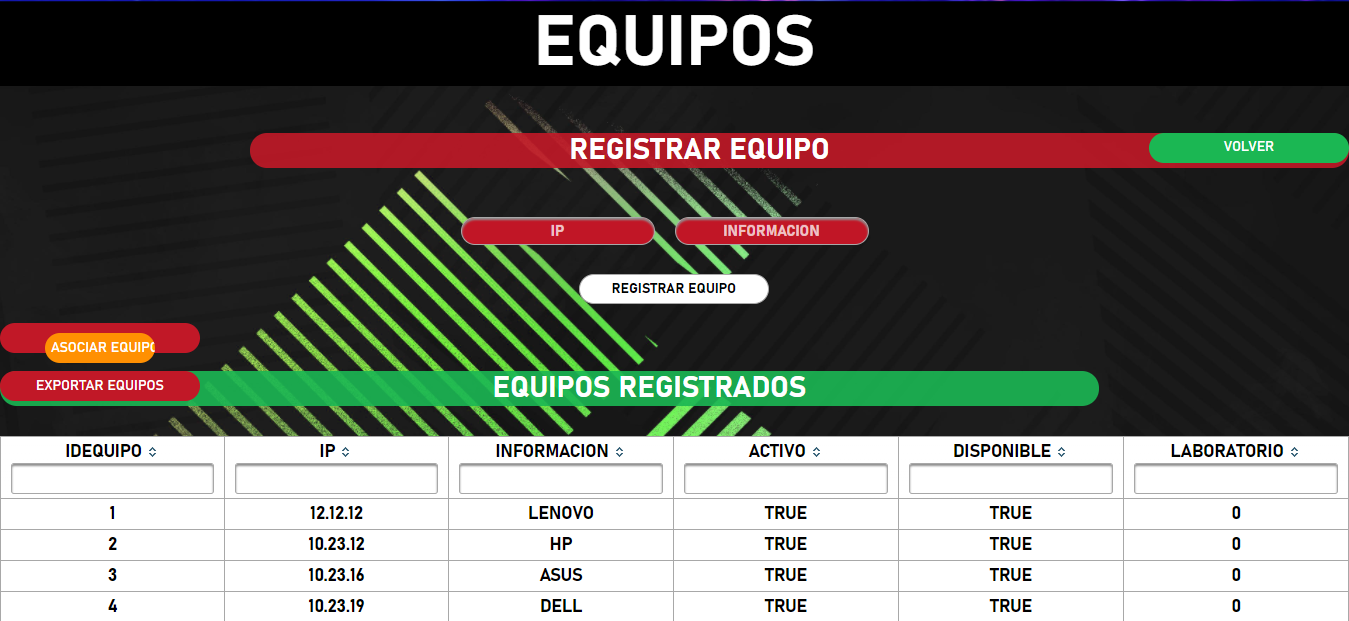 EQUIPOS
REGISTRAR EQUIPO
VOLVER
IP INFORMACION
REGISTRAR EQUIPO
ASOCIAR EQUIPO
EXPORTAR EQUIPOS
EQUIPOS REGISTRADOS
IDEQUIPO IP INFORMACION ACTIVO DISPONIBLE LABORATORIO
1 12.12.12 LENOVO TRUE TRUE 0
2 10.23.12 HP TRUE TRUE 0
3 10.23.16 ASUS TRUE TRUE 0
4 10.23.19 DELL TRUE TRUE 0